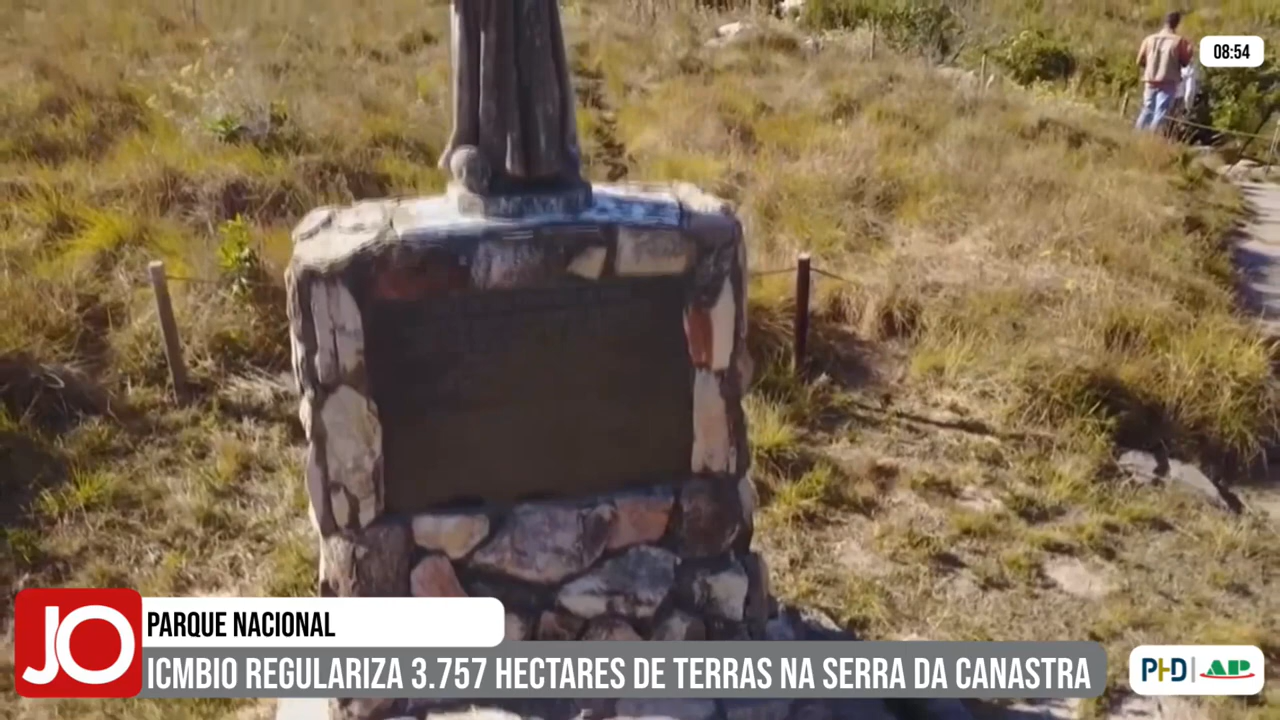 08:54
JO
PARQUE NACIONAL
ICMBIO REGULARIZA 3.757 HECTARES DE TERRAS NA SERRA DA CANASTRA
PHD | AP